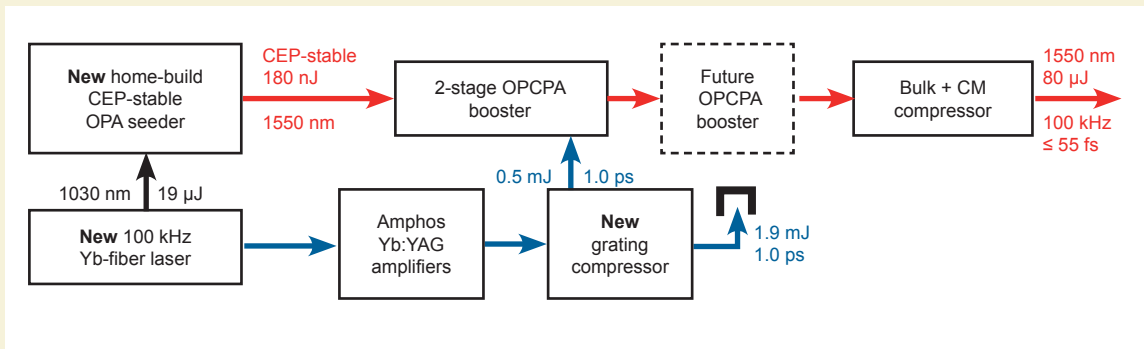 New home-build
CEP-stable
OPA seeder
CEP-stable
180 nJ
1550 nm
2-stage OPCPA
booster
Future
OPCPA
booster
Bulk + CM
compressor
1550 nm
80 µJ
100 kHz
≤ 55 fs
1030 nm
19 µJ
0.5 mJ
1.0 ps
New 100 kHz
Yb-fiber laser
Amphos
Yb:YAG
amplifiers
New
grating
compressor
1.9 mJ
1.0 ps